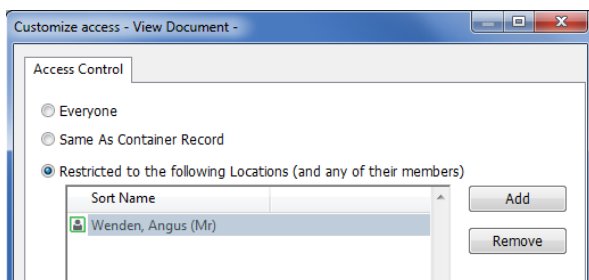 Customize access - View Document -
Access Control
Everyone
Same As Container Record
Restricted to the following Locations (and any of their members)
Sort Name
Add
Wenden, Angus (Mr)
Remove